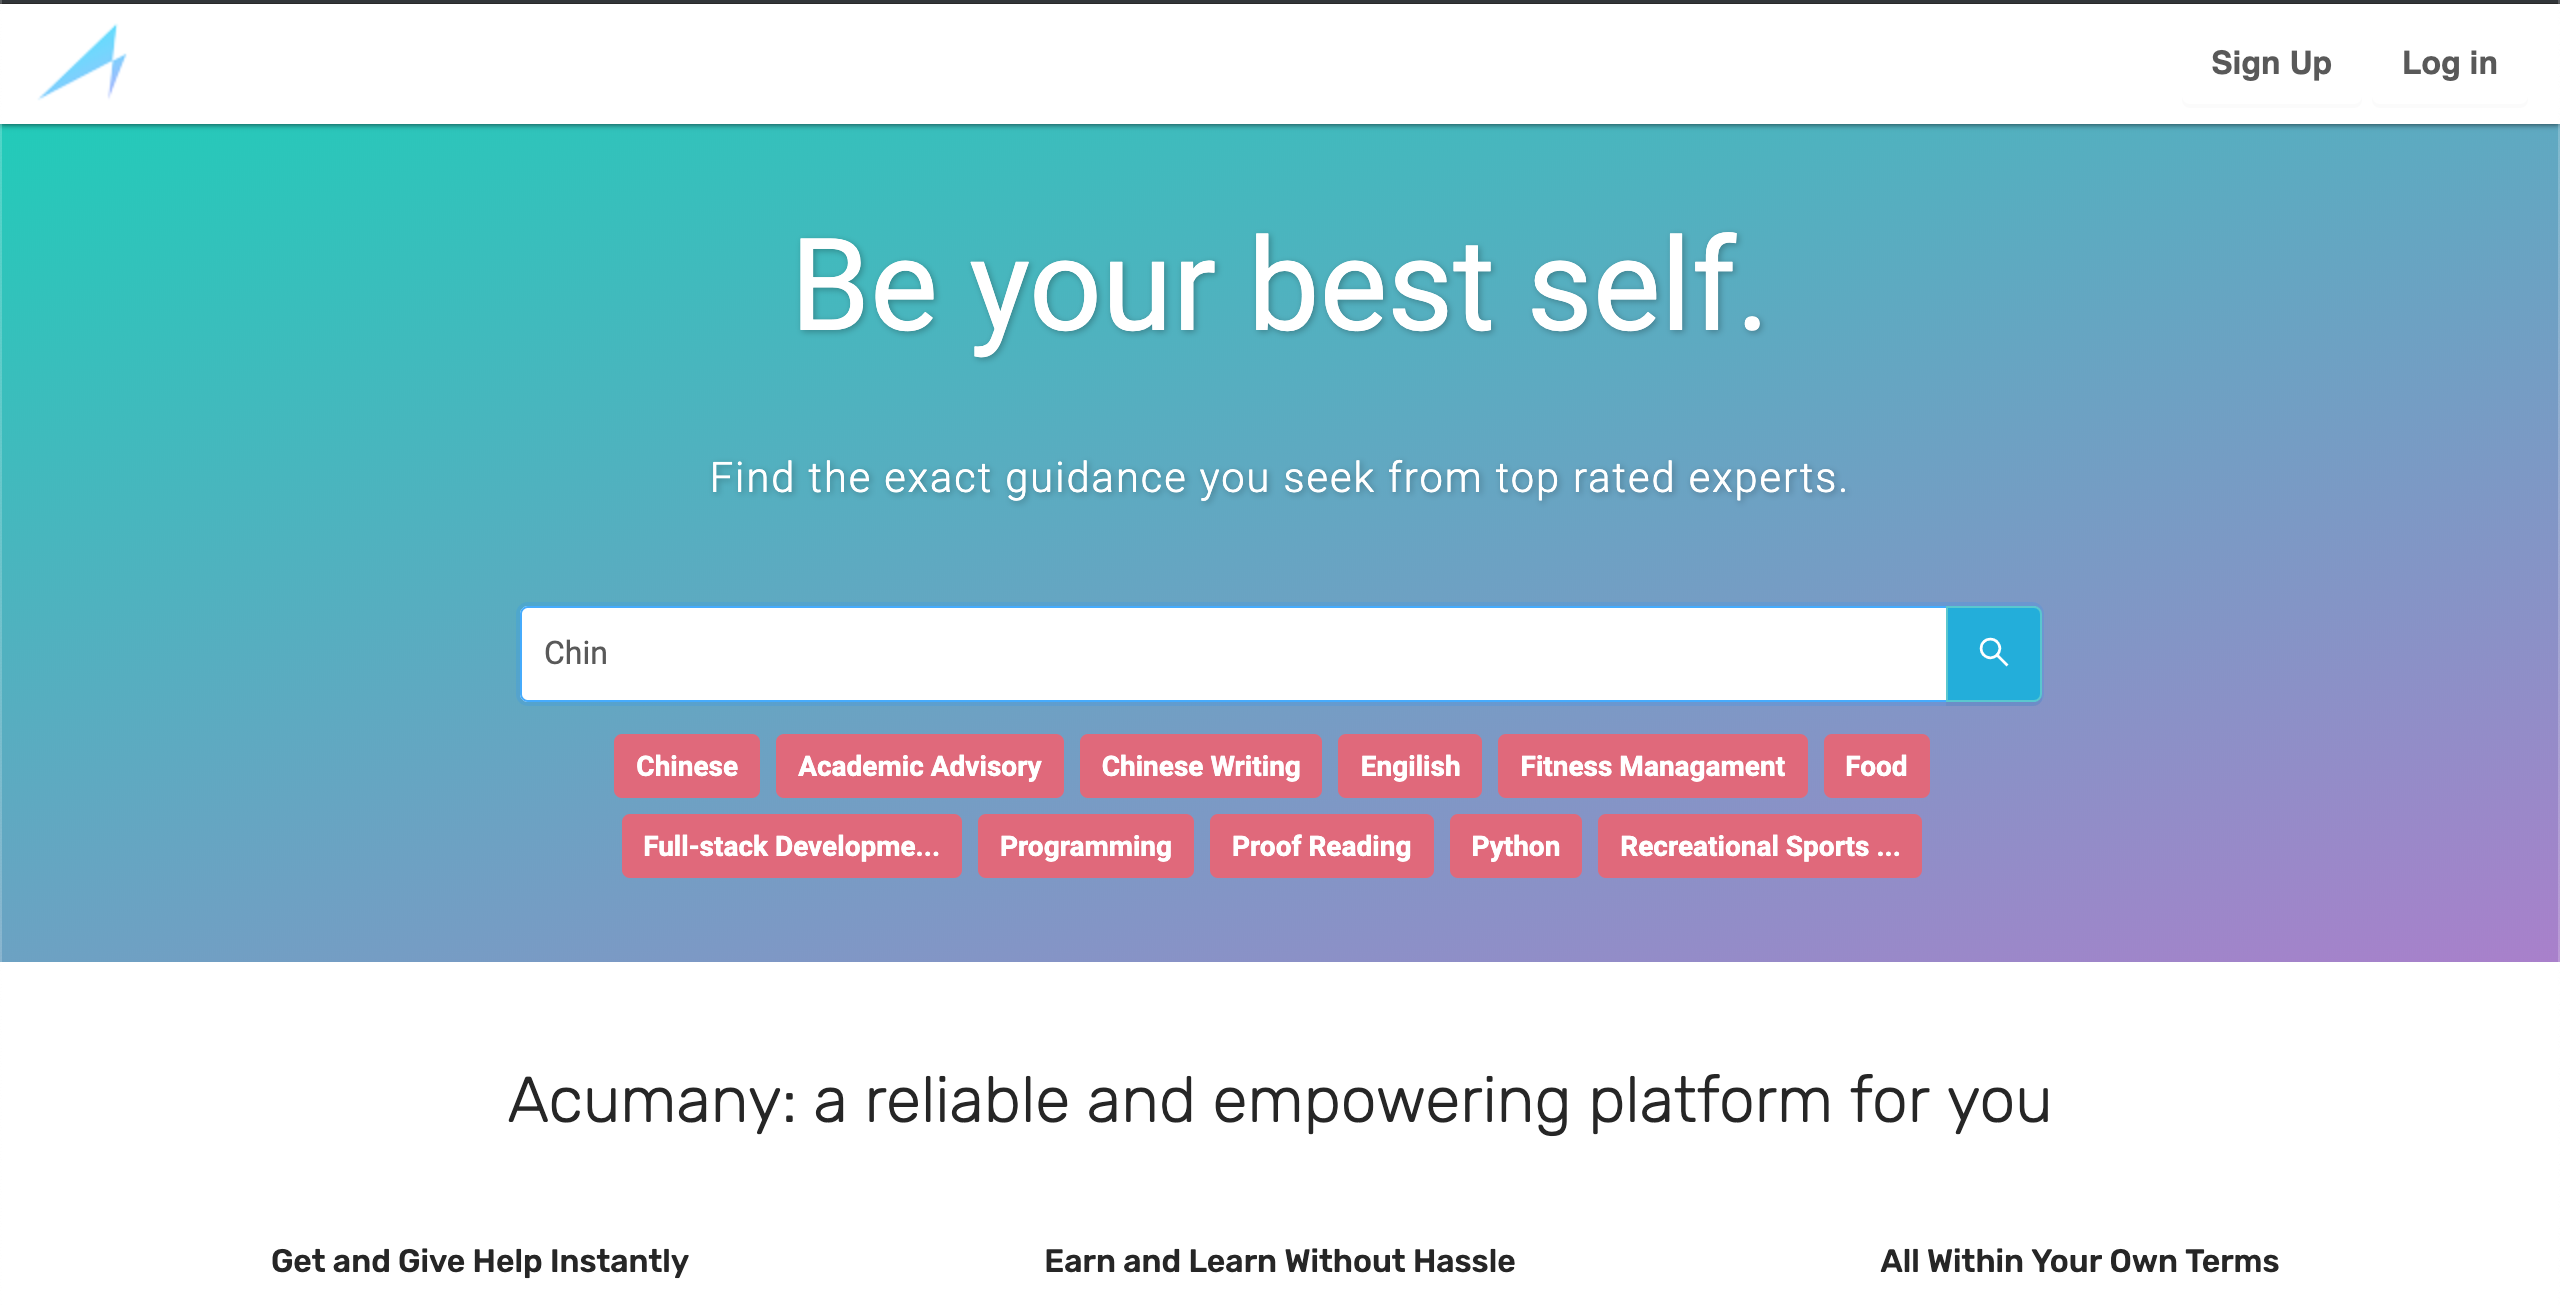 Sign Up Log in
Be your best self.
Find the exact guidance you seek from top rated experts.
Chin
Chinese Academic Advisory Chinese Writing Engilish Fitness Managament Food
Full-stack Developme... Programming Proof Reading Python Recreational Sports ...
Acumany: a reliable and empowering platform for you
Get and Give Help Instantly Earn and Learn Without Hassle All Within Your Own Terms